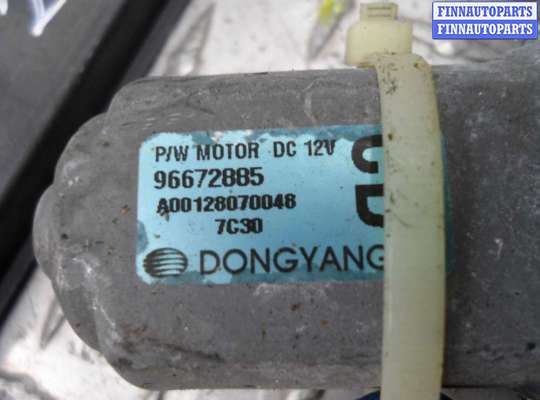 FINNAUTOPARTS
FINNAUTOPARTS
P/W MOTOR DC 12V
96672885
A00128070048
7C30
DONGYANG